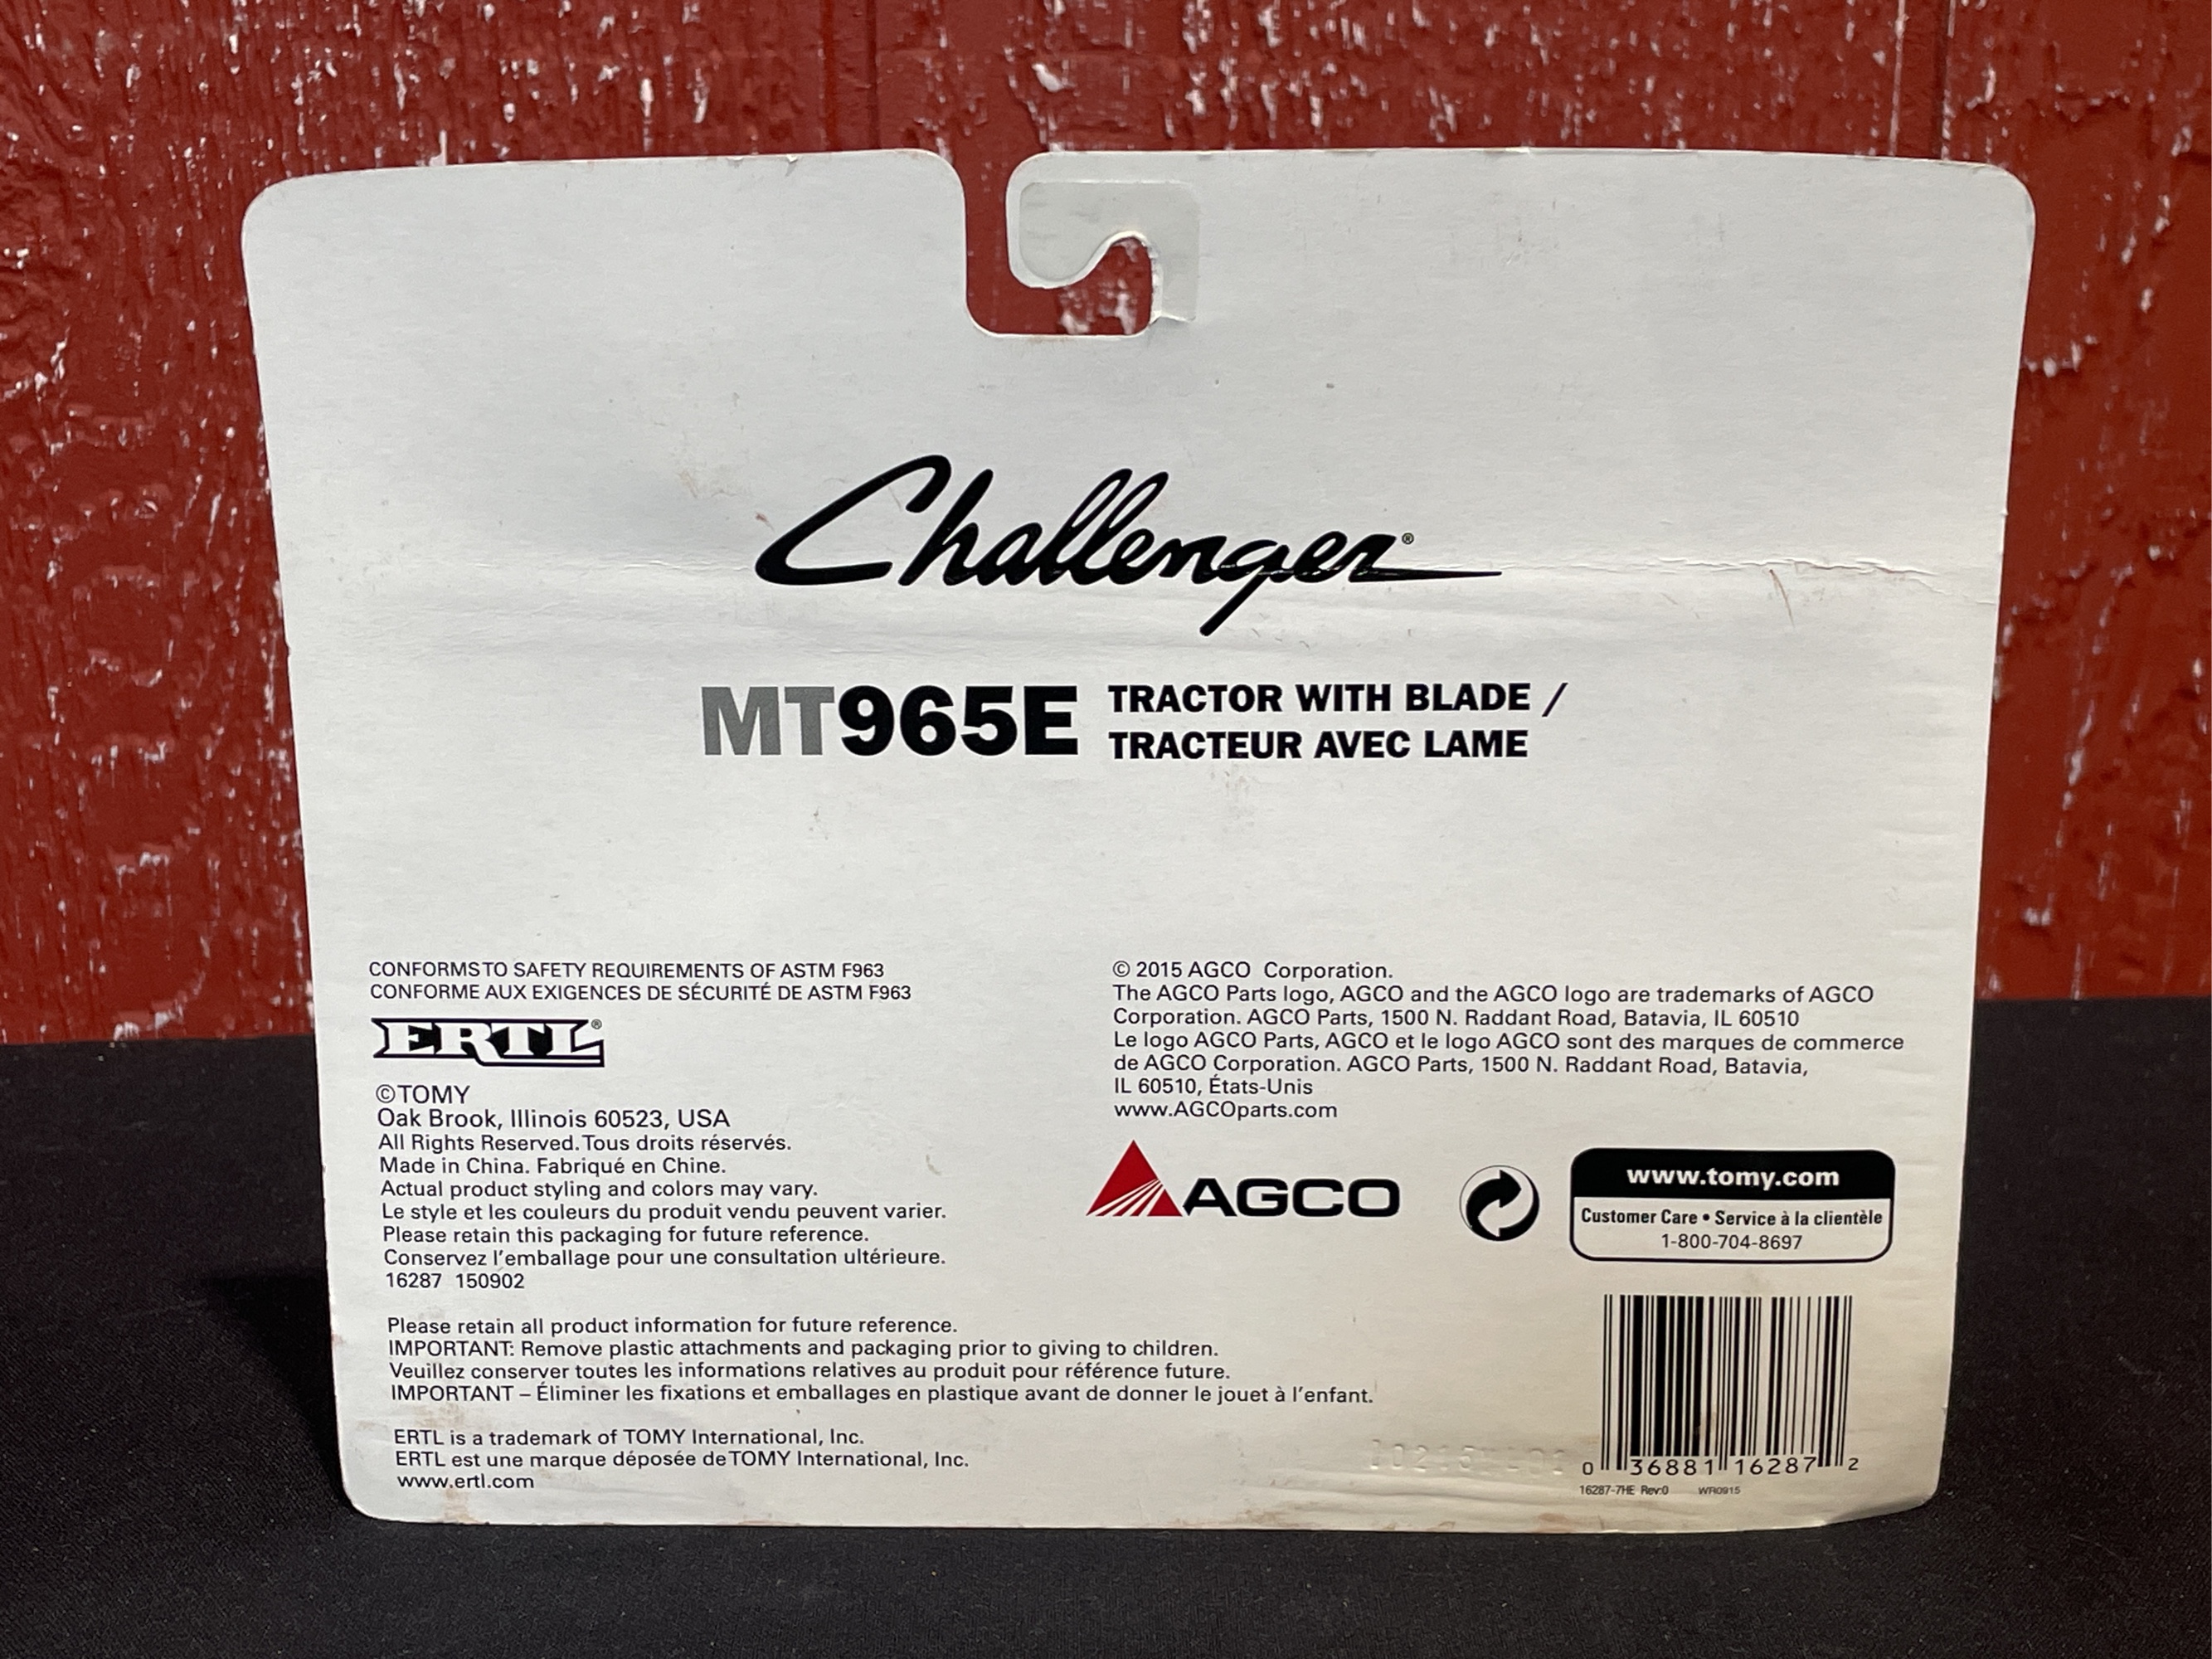 Challenger®
MT965E TRACTOR WITH BLADE /
TRACTEUR AVEC LAME
CONFORMS TO SAFETY REQUIREMENTS OF ASTM F963
CONFORME AUX EXIGENCES DE SÉCURITÉ DE ASTM F963
ERTL®
©TOMY
Oak Brook, Illinois 60523, USA
All Rights Reserved. Tous droits réservés.
Made in China. Fabriqué en Chine.
Actual product styling and colors may vary.
Le style et les couleurs du produit vendu peuvent varier.
Please retain this packaging for future reference.
Conservez l'emballage pour une consultation ultérieure.
16287 150902
Please retain all product information for future reference.
IMPORTANT: Remove plastic attachments and packaging prior to giving to children.
Veuillez conserver toutes les informations relatives au produit pour référence future.
IMPORTANT – Éliminer les fixations et emballages en plastique avant de donner le jouet à l'enfant.
ERTL is a trademark of TOMY International, Inc.
ERTL est une marque déposée de TOMY International, Inc.
www.ertl.com
© 2015 AGCO Corporation.
The AGCO Parts logo, AGCO and the AGCO logo are trademarks of AGCO
Corporation. AGCO Parts, 1500 N. Raddant Road, Batavia, IL 60510
Le logo AGCO Parts, AGCO et le logo AGCO sont des marques de commerce
de AGCO Corporation. AGCO Parts, 1500 N. Raddant Road, Batavia,
IL 60510, États-Unis
www.AGCOparts.com
AGCO
www.tomy.com
Customer Care • Service à la clientèle
1-800-704-8697
0 36881 16287 2
16287-7HE Rev:0 WR0915